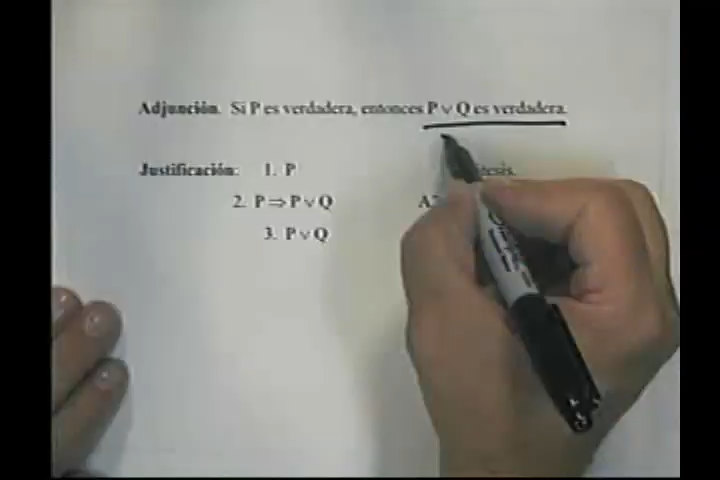 Adjunción. Si P es verdadera, entonces P ∨ Q es verdadera.
Justificación: 1. P
2. P ⇒ P ∨ Q
3. P ∨ Q